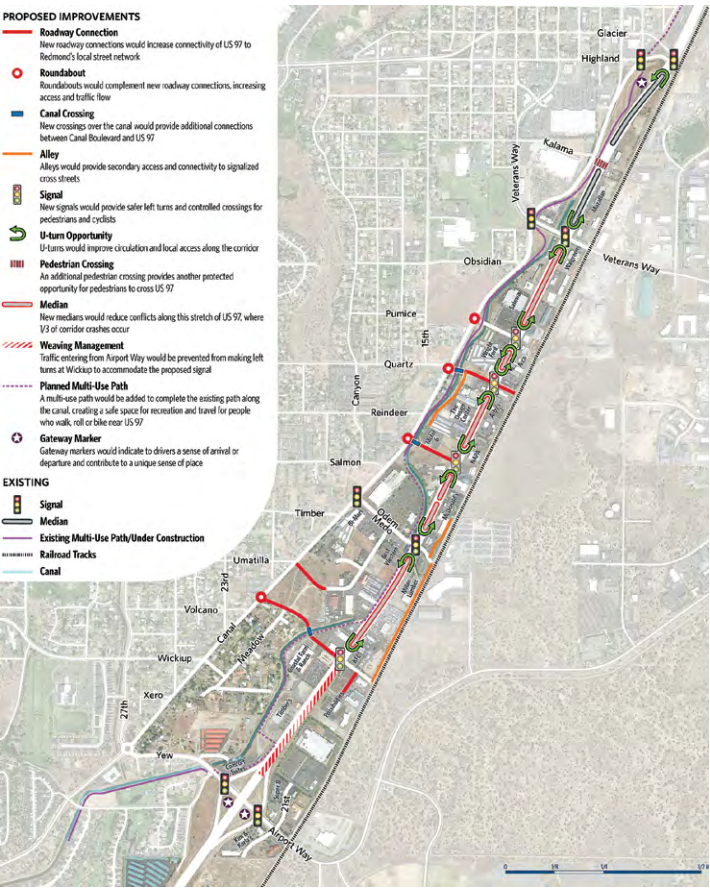 PROPOSED IMPROVEMENTS
Roadway Connection
New roadway connections would increase connectivity of US 97 to
Redmond's local street network
Roundabout
Roundabouts would complement new roadway connections, increasing
access and traffic flow
Canal Crossing
New crossings over the canal would provide additional connections
between Canal Boulevard and US 97
Alley
Alleys would provide secondary access and connectivity to signalized
cross streets
Signal
New signals would provide safer left turns and controlled crossings for
pedestrians and cyclists
U-turn Opportunity
U-turns would improve circulation and local access along the corridor
Pedestrian Crossing
An additional pedestrian crossing provides another protected
opportunity for pedestrians to cross US 97
Median
New medians would reduce conflicts along this stretch of US 97, where
1/3 of corridor crashes occur
Weaving Management
Traffic entering from Airport Way would be prevented from making left
turns at Wickiup to accommodate the proposed signal
Planned Multi-Use Path
A multi-use path would be added to complete the existing path along
the canal, creating a safe space for recreation and travel for people
who walk, roll or bike near US 97
Gateway Marker
Gateway markers would indicate to drivers a sense of arrival or
departure and contribute to a unique sense of place
EXISTING
Signal
Median
Existing Multi-Use Path/Under Construction
Railroad Tracks
Canal
Glacier
Highland
Kalama
Veterans Way
Veterans Way
Obsidian
Pumice
15th
Quartz
Canyon
Reindeer
Salmon
Timber
Odem
Medo
Umatilla
23rd
Volcano
Canal
Meadow
Wickiup
Xero
27th
Yew
21st
Airport Way